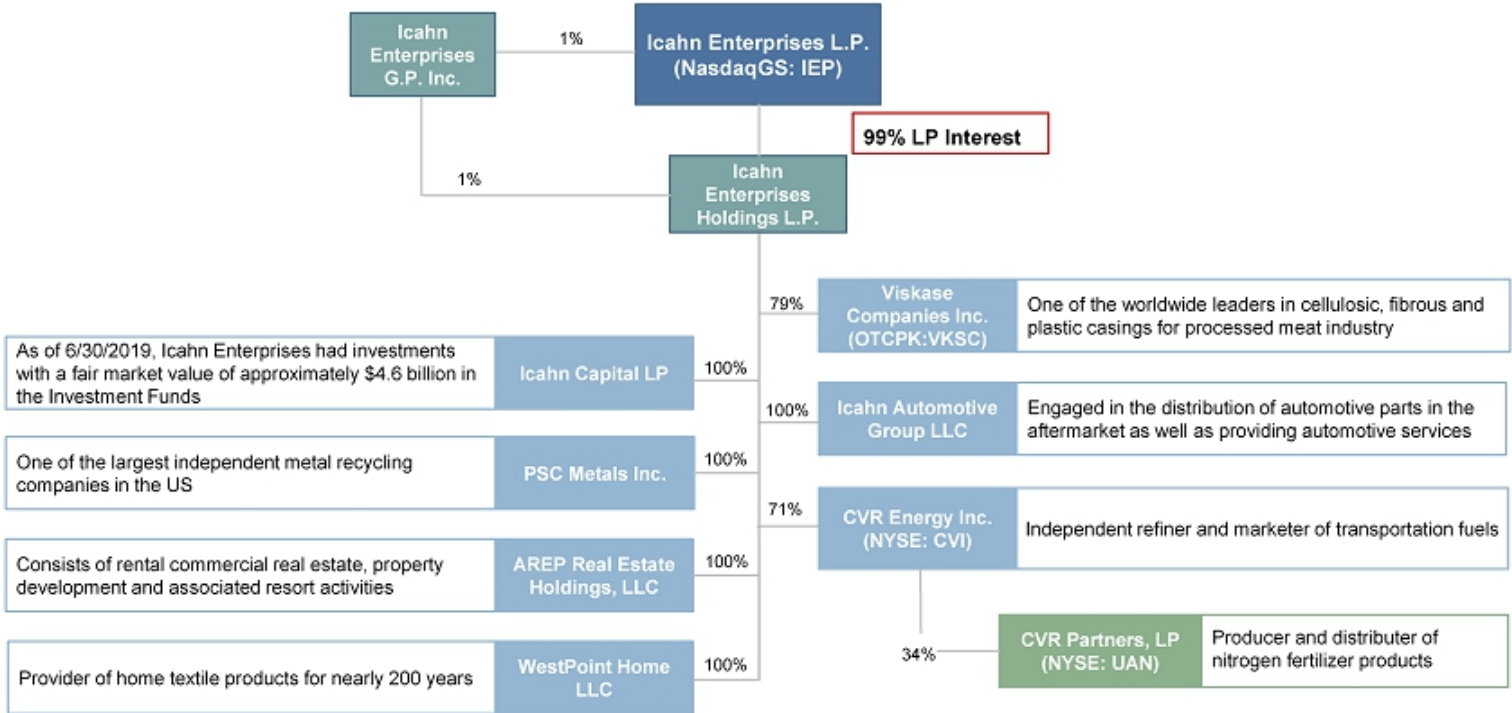 Icahn
Enterprises
G.P. Inc.
1%
Icahn Enterprises L.P.
(NasdaqGS: IEP)
99% LP Interest
1%
Icahn
Enterprises
Holdings L.P.
79%
Viskase
Companies Inc.
(OTCPK:VKSC)
One of the worldwide leaders in cellulosic, fibrous and
plastic casings for processed meat industry
As of 6/30/2019, Icahn Enterprises had investments
with a fair market value of approximately $4.6 billion in
the Investment Funds
Icahn Capital LP
100%
100%
Icahn Automotive
Group LLC
Engaged in the distribution of automotive parts in the
aftermarket as well as providing automotive services
One of the largest independent metal recycling
companies in the US
PSC Metals Inc.
100%
71%
CVR Energy Inc.
(NYSE: CVI)
Independent refiner and marketer of transportation fuels
Consists of rental commercial real estate, property
development and associated resort activities
AREP Real Estate
Holdings, LLC
100%
34%
CVR Partners, LP
(NYSE: UAN)
Producer and distributer of
nitrogen fertilizer products
Provider of home textile products for nearly 200 years
WestPoint Home
LLC
100%